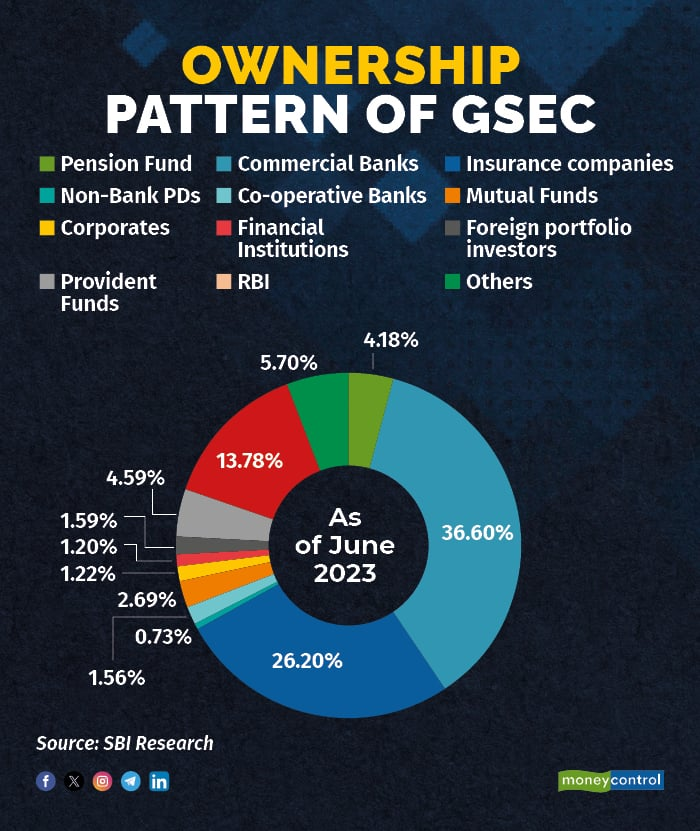 OWNERSHIP
PATTERN OF GSEC
Pension Fund
Commercial Banks
Insurance companies
Non-Bank PDs
Co-operative Banks
Mutual Funds
Corporates
Financial
Institutions
Foreign portfolio
investors
Provident
Funds
RBI
Others
4.18%
5.70%
13.78%
4.59%
36.60%
1.59%
1.20%
1.22%
2.69%
0.73%
1.56%
26.20%
As
of June
2023
Source: SBI Research
moneycontrol